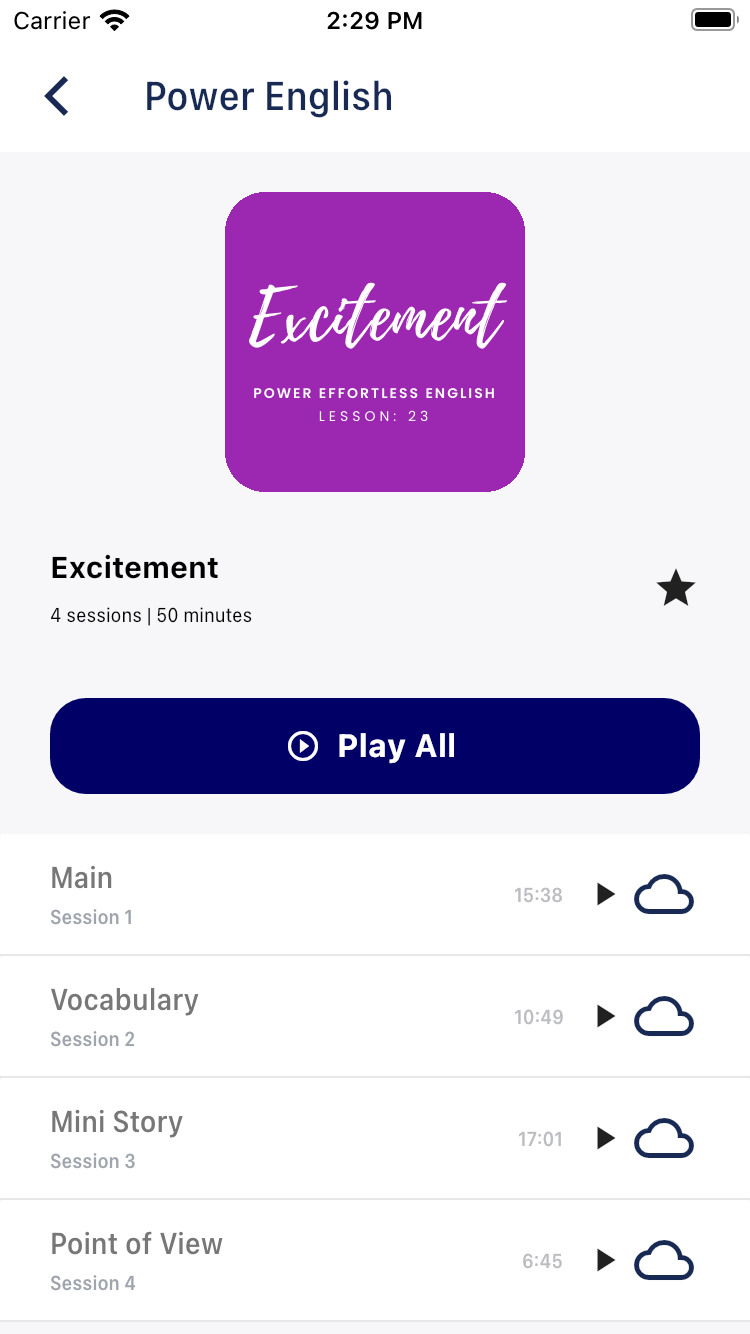 Carrier 2:29 PM
Power English
Excitement
POWER EFFORTLESS ENGLISH
LESSON: 23
Excitement
4 sessions | 50 minutes
Play All
Main
Session 1
15:38
Vocabulary
Session 2
10:49
Mini Story
Session 3
17:01
Point of View
Session 4
6:45